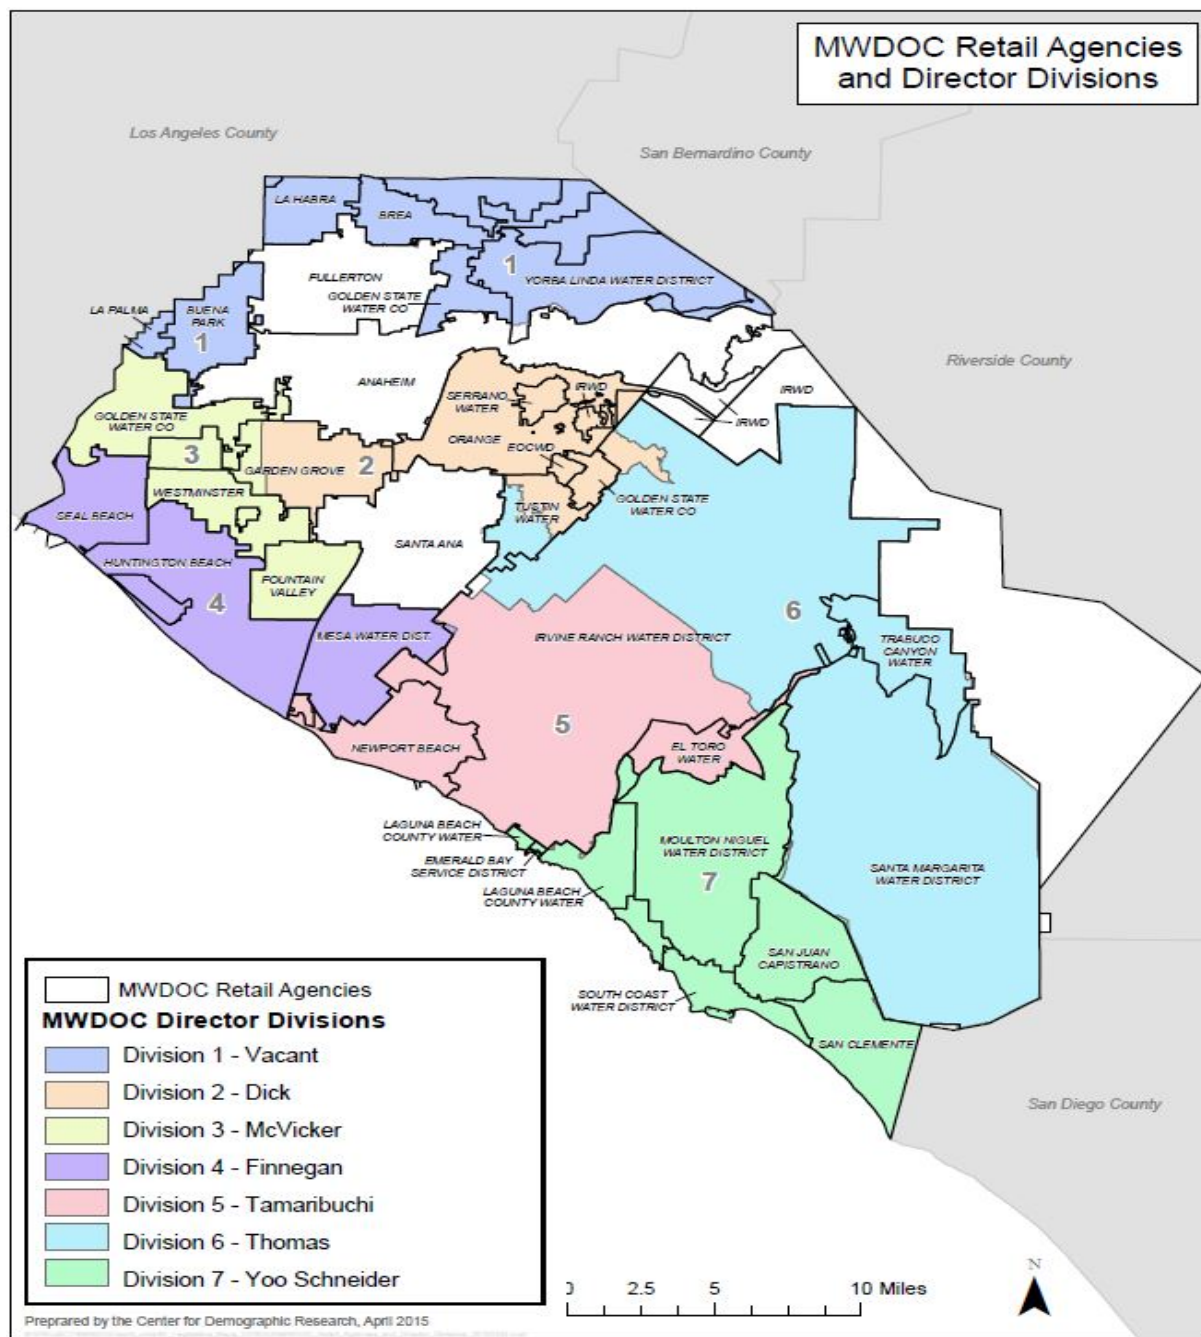 MWDOC Retail Agencies
and Director Divisions
Los Angeles County
San Bernardino County
LA HABRA
BREA
1
FULLERTON
YORBA LINDA WATER DISTRICT
GOLDEN STATE
WATER CO
LA PALMA
BUENA
PARK
1
Riverside County
ANAHEIM
IRWD
IRWD
IRWD
SERRANO
WATER
GOLDEN STATE
WATER CO
ORANGE
EOCWD
3
GARDEN GROVE
2
WESTMINSTER
GOLDEN STATE
WATER CO
TUSTIN
WATER
SEAL BEACH
SANTA ANA
HUNTINGTON BEACH
FOUNTAIN
VALLEY
4
6
MESA WATER DIST.
IRVINE RANCH WATER DISTRICT
TRABUCO
CANYON
WATER
5
NEWPORT BEACH
EL TORO
WATER
LAGUNA BEACH
COUNTY WATER
EMERALD BAY
SERVICE DISTRICT
MOULTON NIGUEL
WATER DISTRICT
7
SANTA MARGARITA
WATER DISTRICT
LAGUNA BEACH
COUNTY WATER
SAN JUAN
CAPISTRANO
SOUTH COAST
WATER DISTRICT
SAN CLEMENTE
San Diego County
MWDOC Retail Agencies
MWDOC Director Divisions
Division 1 - Vacant
Division 2 - Dick
Division 3 - McVicker
Division 4 - Finnegan
Division 5 - Tamaribuchi
Division 6 - Thomas
Division 7 - Yoo Schneider
0 2.5 5 10 Miles
N
Prepared by the Center for Demographic Research, April 2015